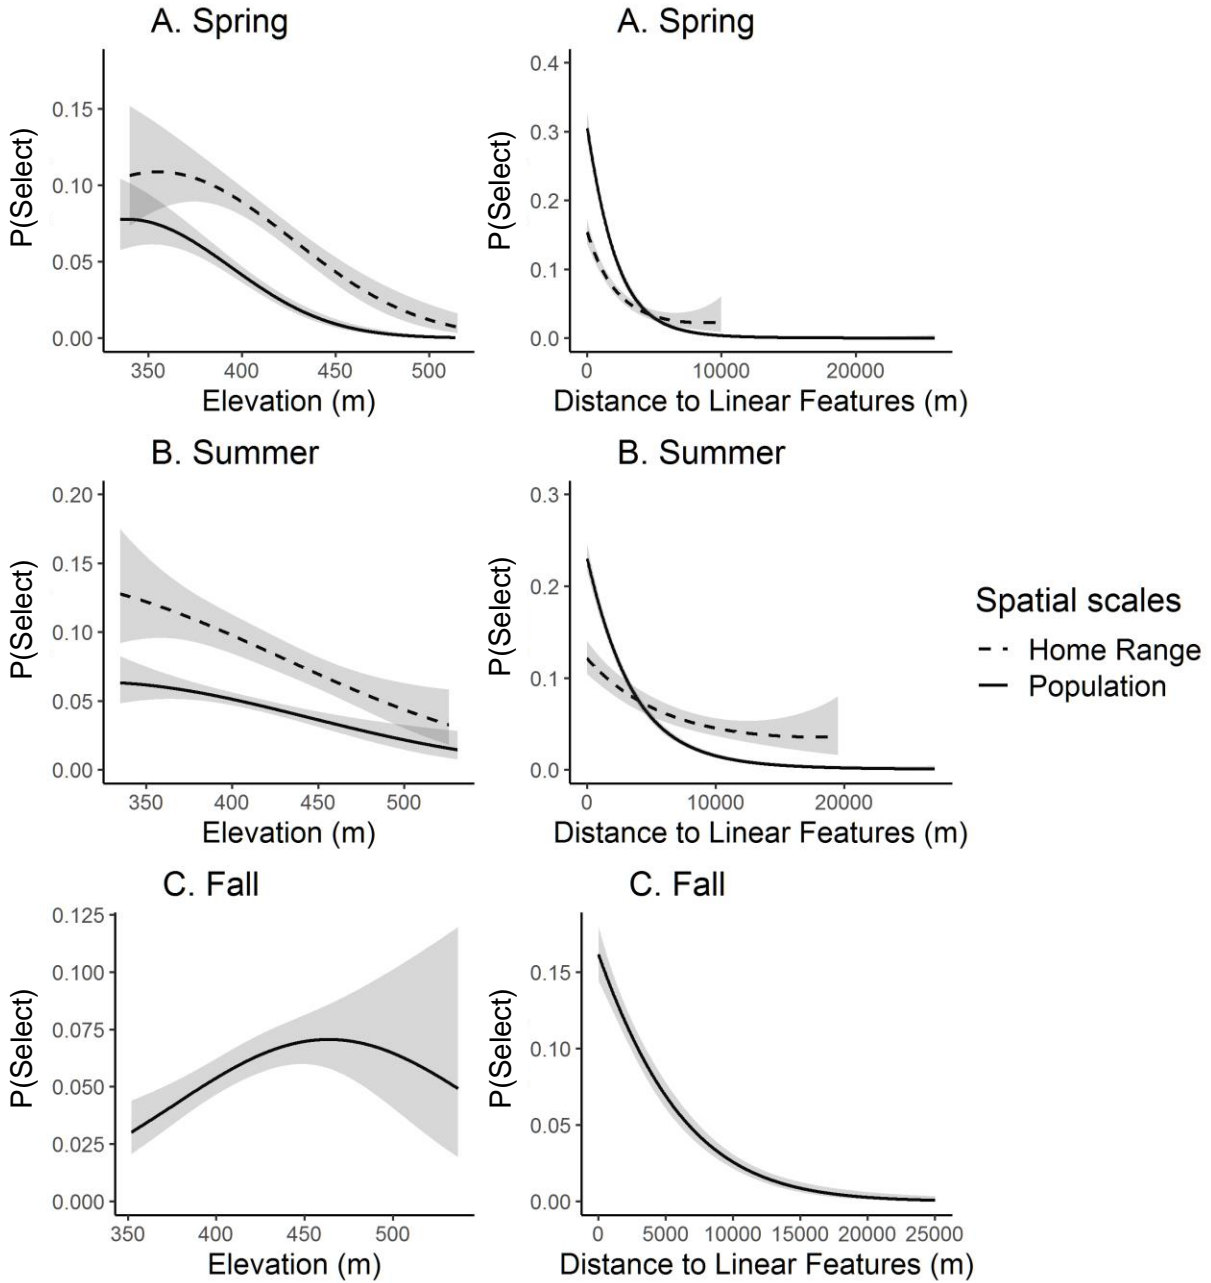 A. Spring
P(Select)
0.15
0.10
0.05
0.00
350 400 450 500
Elevation (m)
A. Spring
P(Select)
0.4
0.3
0.2
0.1
0.0
0 10000 20000
Distance to Linear Features (m)
B. Summer
P(Select)
0.20
0.15
0.10
0.05
0.00
350 400 450 500
Elevation (m)
B. Summer
P(Select)
0.3
0.2
0.1
0.0
0 10000 20000
Distance to Linear Features (m)
Spatial scales
Home Range
Population
C. Fall
P(Select)
0.125
0.100
0.075
0.050
0.025
0.000
350 400 450 500
Elevation (m)
C. Fall
P(Select)
0.15
0.10
0.05
0.00
0 5000 10000 15000 20000 25000
Distance to Linear Features (m)